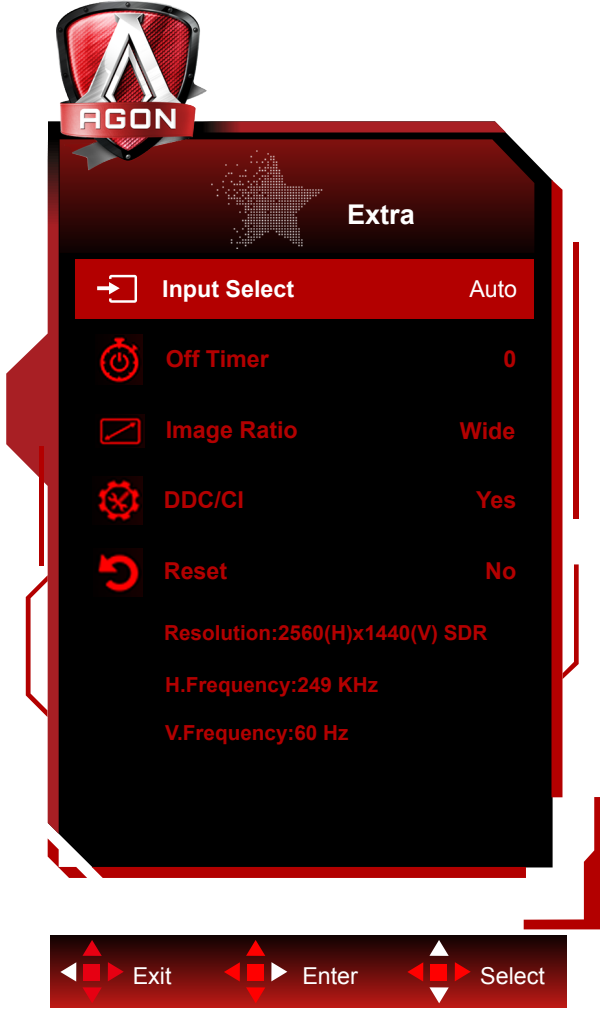 AGON
Extra
Input Select Auto
Off Timer 0
Image Ratio Wide
DDC/CI Yes
Reset No
Resolution:2560(H)x1440(V) SDR
H.Frequency:249 KHz
V.Frequency:60 Hz
Exit Enter Select